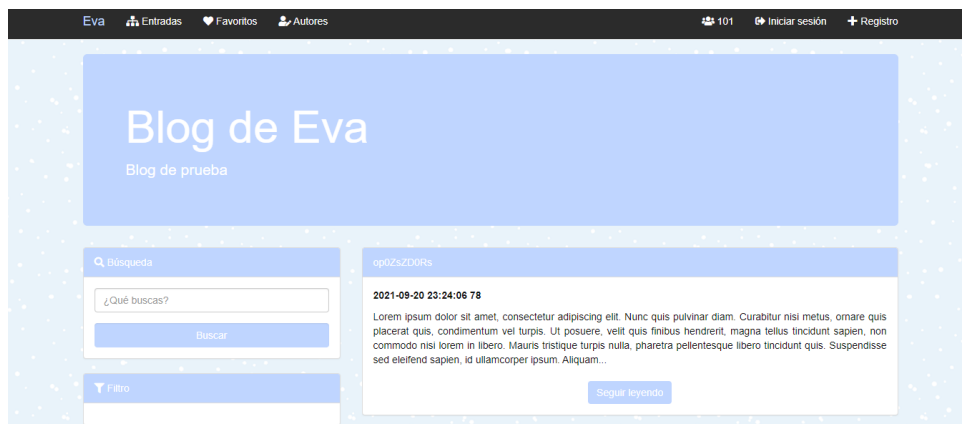 Eva Entradas Favoritos Autores 101 Iniciar sesión Registro
Blog de Eva
Blog de prueba
Búsqueda
¿Qué buscas?
Buscar
Filtro
op0ZsZD0Rs
2021-09-20 23:24:06 78
Lorem ipsum dolor sit amet, consectetur adipiscing elit. Nunc quis pulvinar diam. Curabitur nisi metus, ornare quis
placerat quis, condimentum vel turpis. Ut posuere, velit quis finibus hendrerit, magna tellus tincidunt sapien, non
commodo nisi lorem in libero. Mauris tristique turpis nulla, pharetra pellentesque libero tincidunt quis. Suspendisse
sed eleifend sapien, id ullamcorper ipsum. Aliquam...
Seguir leyendo